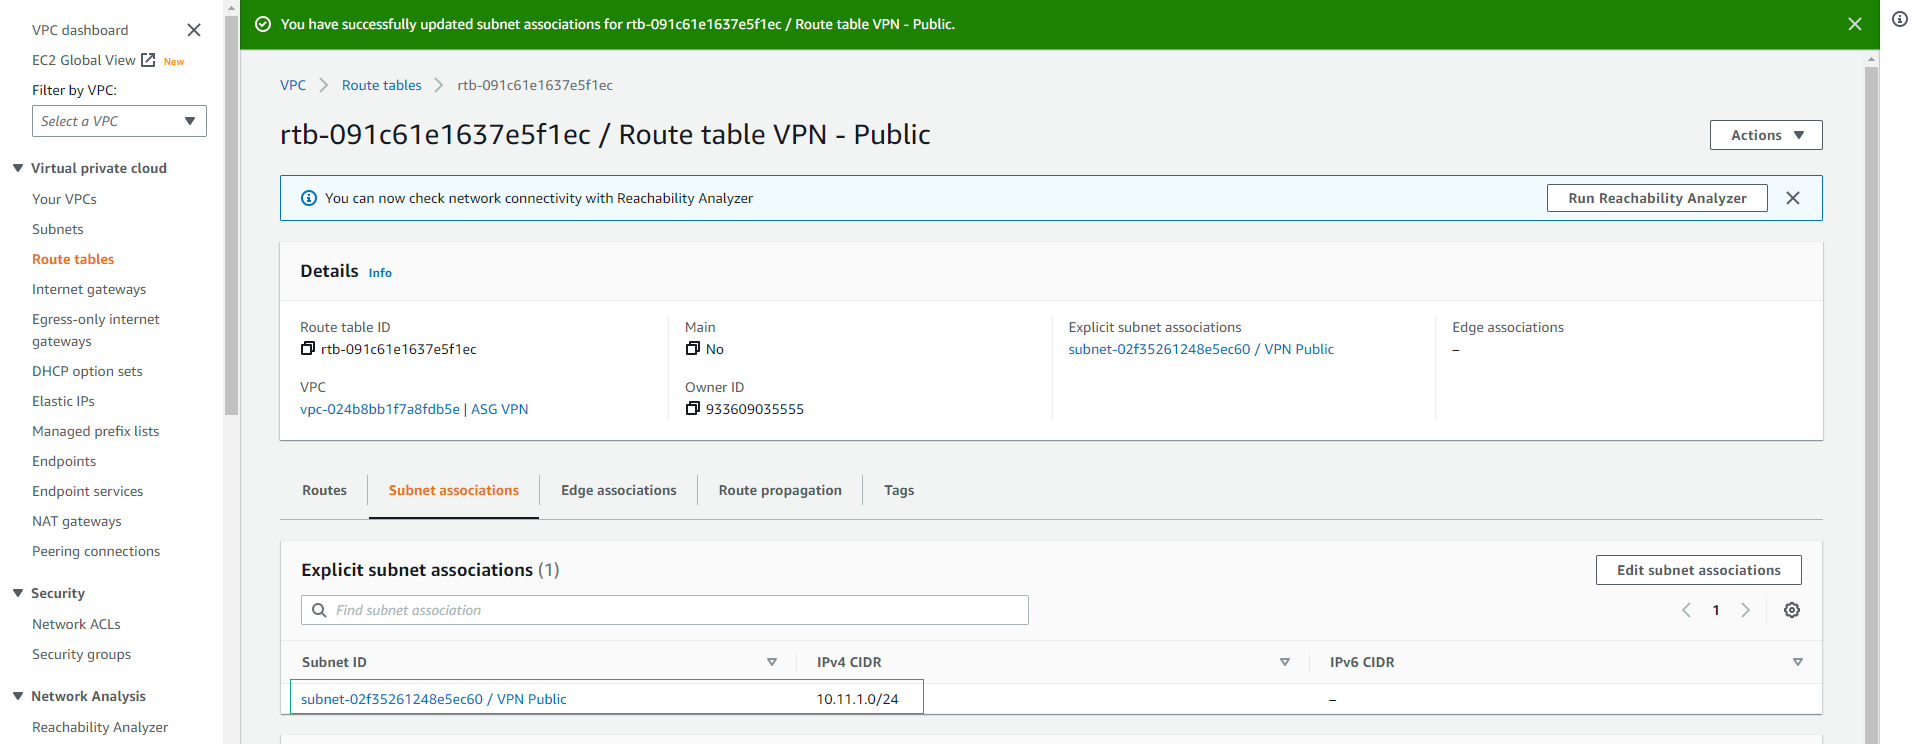 You have successfully updated subnet associations for rtb-091c61e1637e5f1ec / Route table VPN - Public.
VPC dashboard
EC2 Global View New
Filter by VPC:
Select a VPC
Virtual private cloud
Your VPCs
Subnets
Route tables
Internet gateways
Egress-only internet
gateways
DHCP option sets
Elastic IPs
Managed prefix lists
Endpoints
Endpoint services
NAT gateways
Peering connections
Security
Network ACLs
Security groups
Network Analysis
Reachability Analyzer
VPC Route tables rtb-091c61e1637e5f1ec
rtb-091c61e1637e5f1ec / Route table VPN - Public
Actions
You can now check network connectivity with Reachability Analyzer
Run Reachability Analyzer
Details Info
Route table ID
rtb-091c61e1637e5f1ec
Main
No
Explicit subnet associations
subnet-02f35261248e5ec60 / VPN Public
Edge associations
–
VPC
vpc-024b8bb1f7a8fdb5e | ASG VPN
Owner ID
933609035555
Routes Subnet associations Edge associations Route propagation Tags
Explicit subnet associations (1)
Edit subnet associations
Find subnet association
1
Subnet ID IPv4 CIDR IPv6 CIDR
subnet-02f35261248e5ec60 / VPN Public 10.11.1.0/24 –